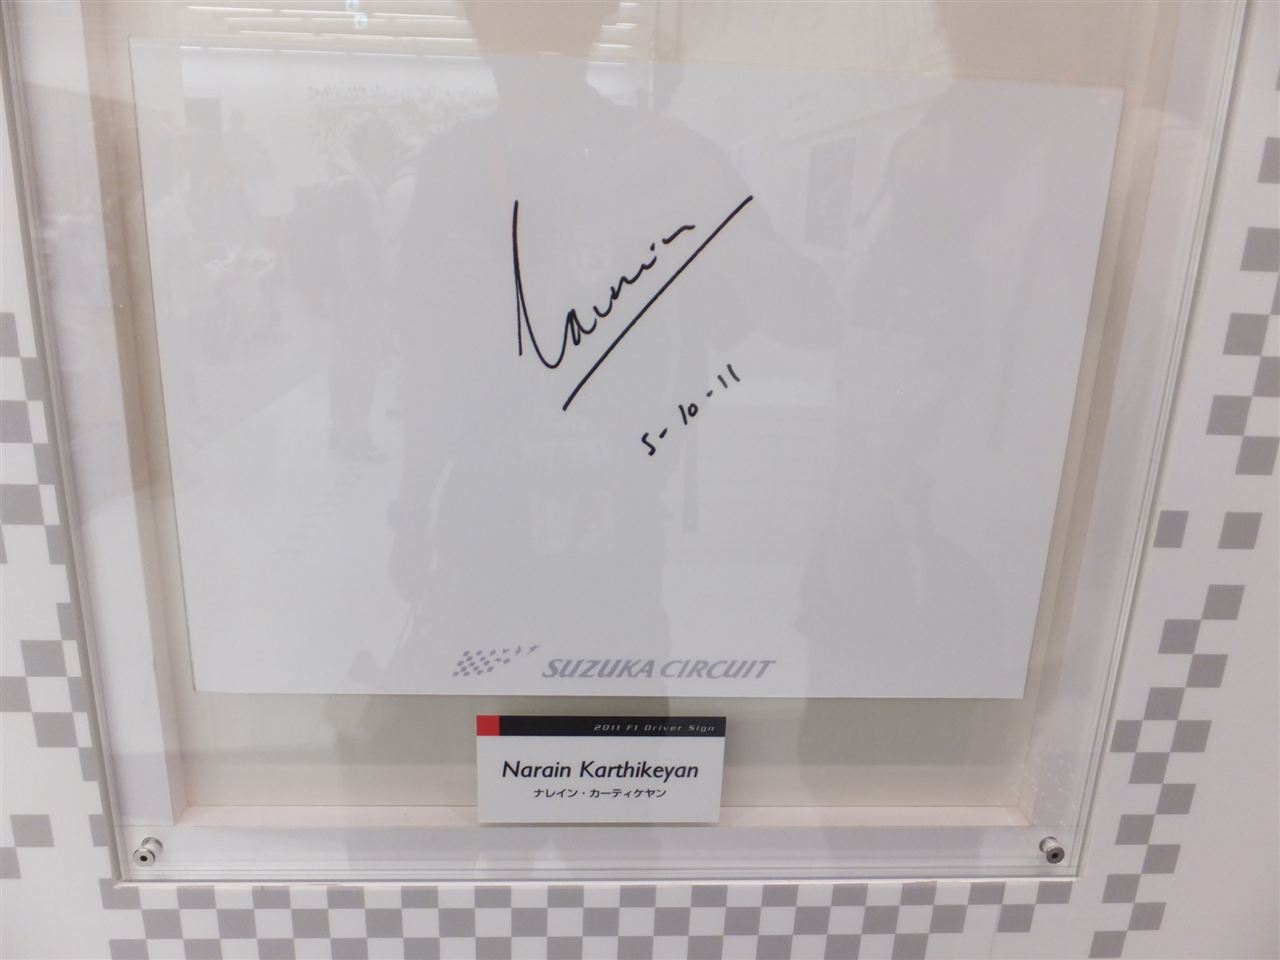 Narain
5-10-11
SUZUKA CIRCUIT
2011 F1 Driver Sign
Narain Karthikeyan
ナレイン・カーティケヤン